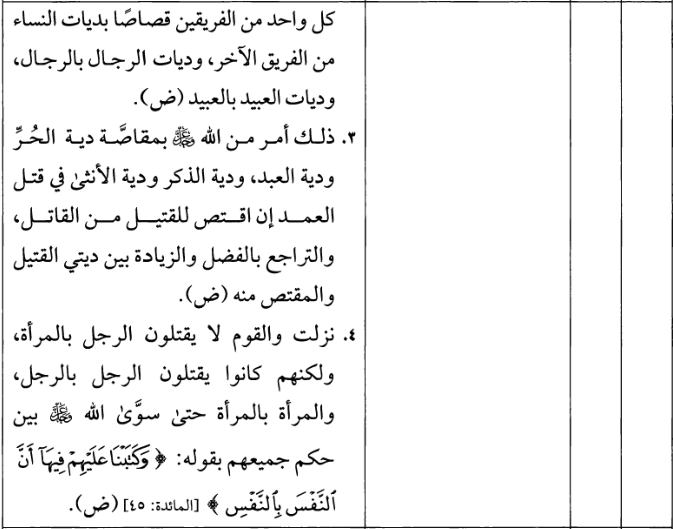 كل واحد من الفريقين قصاصًا بديات النساء
من الفريق الآخر، وديات الرجال بالرجال،
وديات العبيد بالعبيد (ض).
٣. ذلك أمر من الله ﷻ بمقاصَّة دية الحُرِّ
ودية العبد، ودية الذكر ودية الأنثىٰ في قتل
العمد إن اقتص للقتيل من القاتل،
والتراجع بالفضل والزيادة بين ديتي القتيل
والمقتص منه (ض).
٤. نزلت والقوم لا يقتلون الرجل بالمرأة،
ولكنهم كانوا يقتلون الرجل بالرجل،
والمرأة بالمرأة حتىٰ سوَّىٰ الله ﷻ بين
حكم جميعهم بقوله: ﴿ وَكَتَبْنَا عَلَيْهِمْ فِيهَآ أَنَّ
ٱلنَّفْسَ بِٱلنَّفْسِ ﴾ [المائدة: ٤٥] (ض).